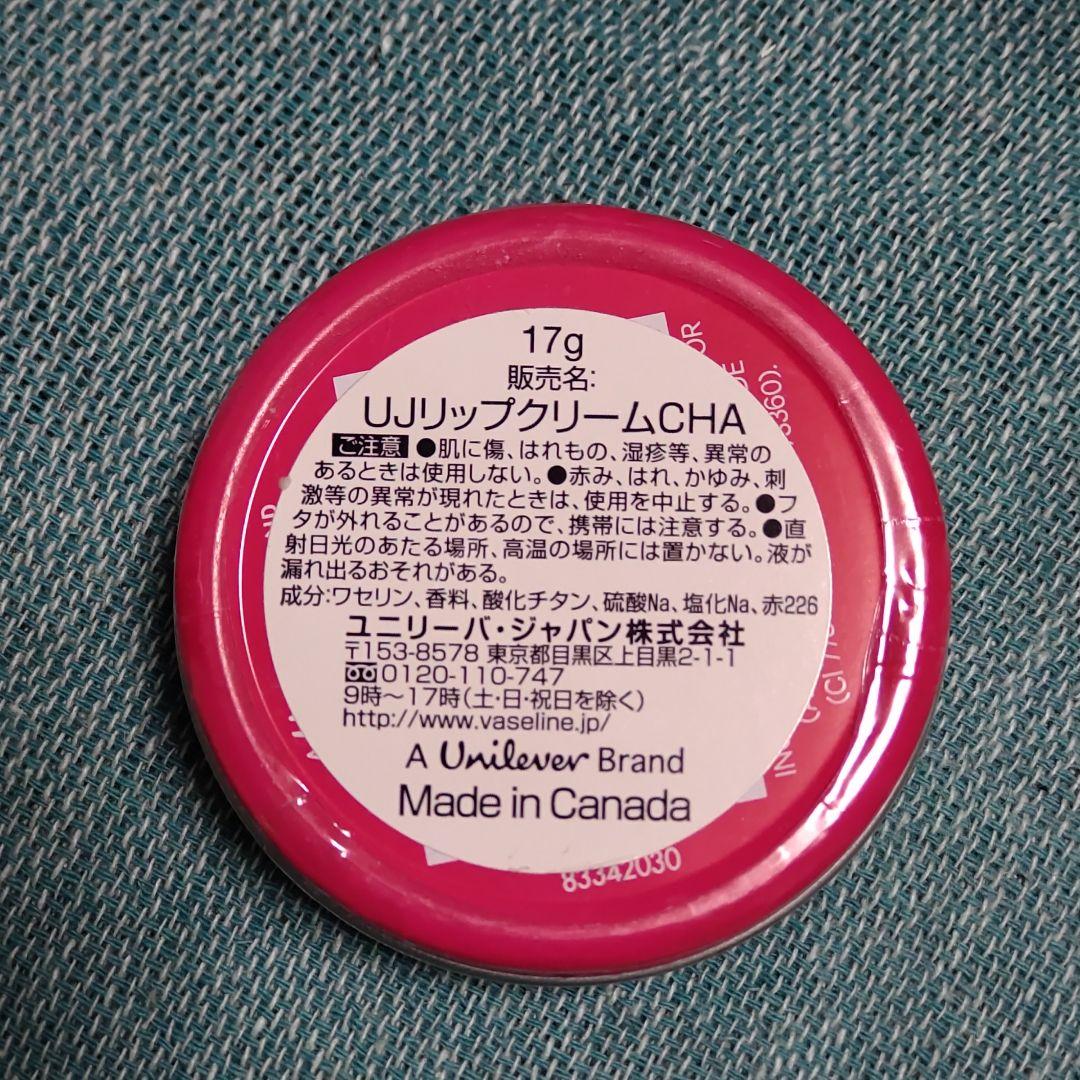 17g
販売名:
UJリップクリームCHA
ご注意 ●肌に傷、はれもの、湿疹等、異常の
あるときは使用しない。●赤み、はれ、かゆみ、刺
激等の異常が現れたときは、使用を中止する。●フ
タが外れることがあるので、携帯には注意する。●直
射日光のあたる場所、高温の場所には置かない。液が
漏れ出るおそれがある。
成分:ワセリン、香料、酸化チタン、硫酸Na、塩化Na、赤226
ユニリーバ・ジャパン株式会社
〒153-8578 東京都目黒区上目黒2-1-1
0120-110-747
9時～17時(土・日・祝日を除く)
http://www.vaseline.jp/
A Unilever Brand
Made in Canada
83342030